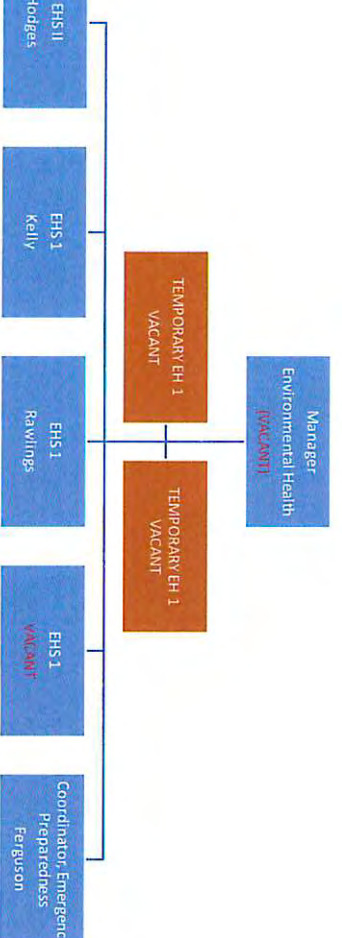 Manager
Environmental Health
(VACANT)
TEMPORARY EH 1
VACANT
TEMPORARY EH 1
VACANT
EHS II
Hodges
EHS 1
Kelly
EHS 1
Rawlings
EHS 1
VACANT
Coordinator, Emergenc
Preparedness
Ferguson